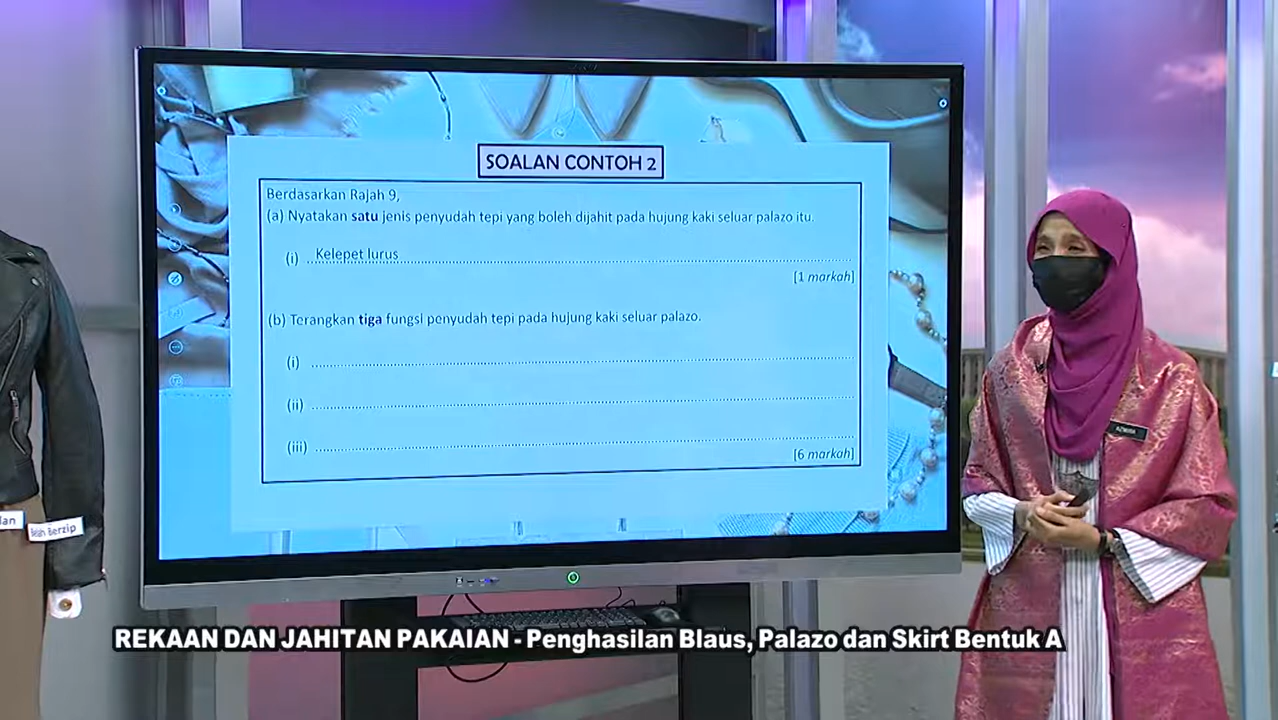 SOALAN CONTOH 2
Berdasarkan Rajah 9,
(a) Nyatakan satu jenis penyudah tepi yang boleh dijahit pada hujung kaki seluar palazo itu.
(i) Kelepet lurus
[1 markah]
(b) Terangkan tiga fungsi penyudah tepi pada hujung kaki seluar palazo.
(i)
(ii)
(iii)
[6 markah]
Belah Berzip
REKAAN DAN JAHITAN PAKAIAN - Penghasilan Blaus, Palazo dan Skirt Bentuk A